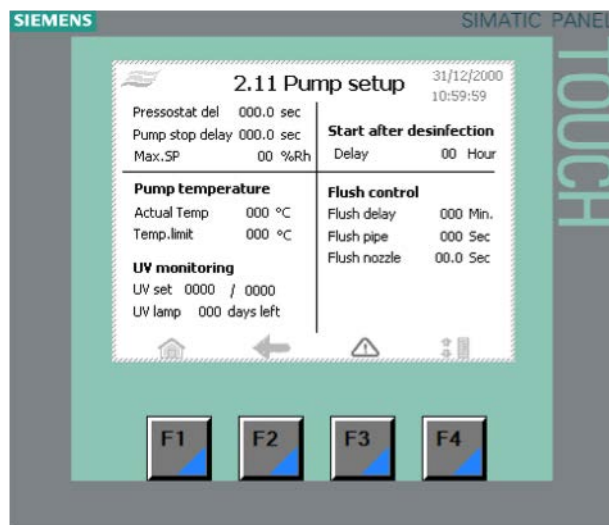 SIEMENS
SIMATIC PANEL
TOUCH
2.11 Pump setup
31/12/2000
10:59:59
Pressostat del 000.0 sec
Pump stop delay 000.0 sec
Max.SP 00 %Rh
Start after desinfection
Delay 00 Hour
Pump temperature
Actual Temp 000 °C
Temp.limit 000 °C
UV monitoring
UV set 0000 / 0000
UV lamp 000 days left
Flush control
Flush delay 000 Min.
Flush pipe 000 Sec
Flush nozzle 00.0 Sec
F1 F2 F3 F4